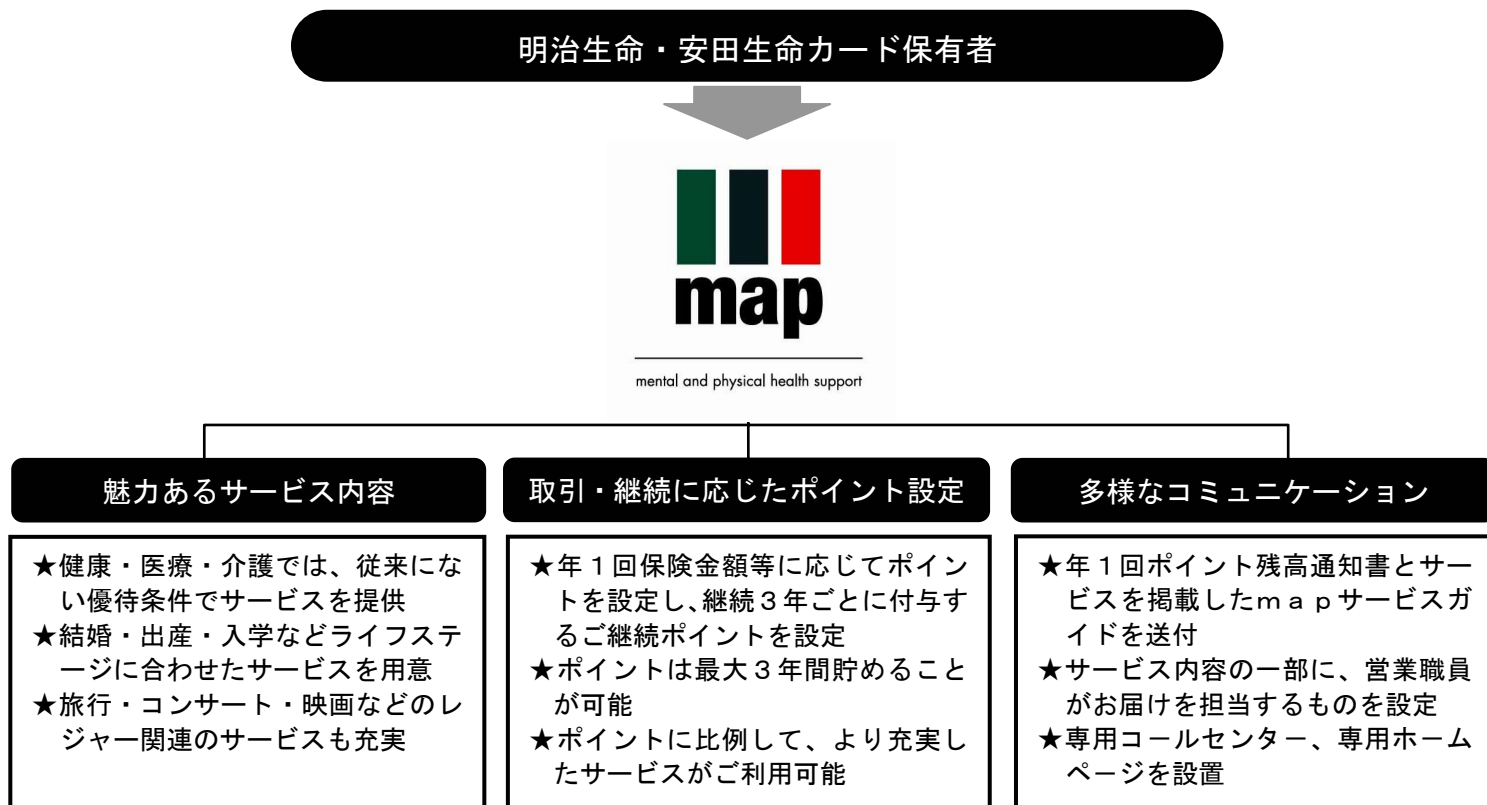 明治生命・安田生命カード保有者
map
mental and physical health support
魅力あるサービス内容
★健康・医療・介護では、従来にな
い優待条件でサービスを提供
★結婚・出産・入学などライフステ
ージに合わせたサービスを用意
★旅行・コンサート・映画などのレ
ジャー関連のサービスも充実
取引・継続に応じたポイント設定
★年１回保険金額等に応じてポイン
トを設定し、継続３年ごとに付与す
るご継続ポイントを設定
★ポイントは最大３年間貯めること
が可能
★ポイントに比例して、より充実し
たサービスがご利用可能
多様なコミュニケーション
★年１回ポイント残高通知書とサー
ビスを掲載したｍａｐサービスガ
イドを送付
★サービス内容の一部に、営業職員
がお届けを担当するものを設定
★専用コールセンター、専用ホーム
ページを設置